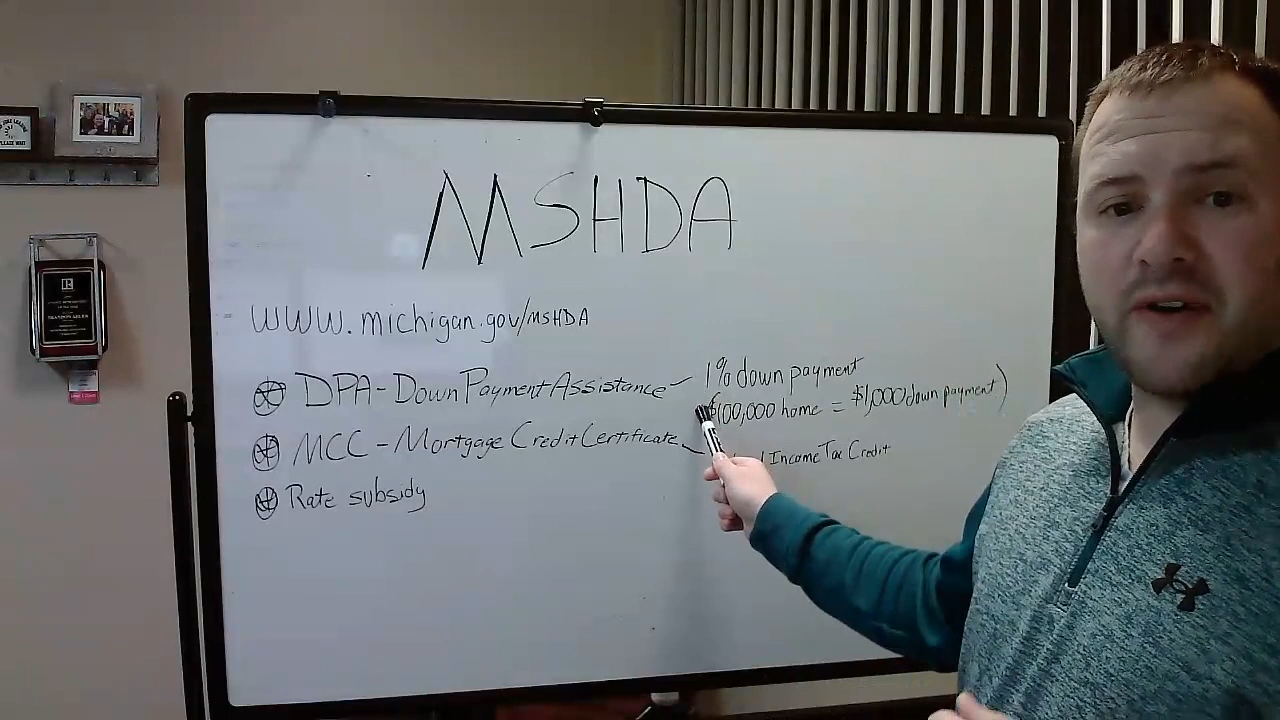 MSHDA
www.michigan.gov/MSHDA
DPA - Down Payment Assistance - 1% down payment
$100,000 home = $1,000 down payment)
MCC - Mortgage Credit Certificate - Income Tax Credit
Rate subsidy